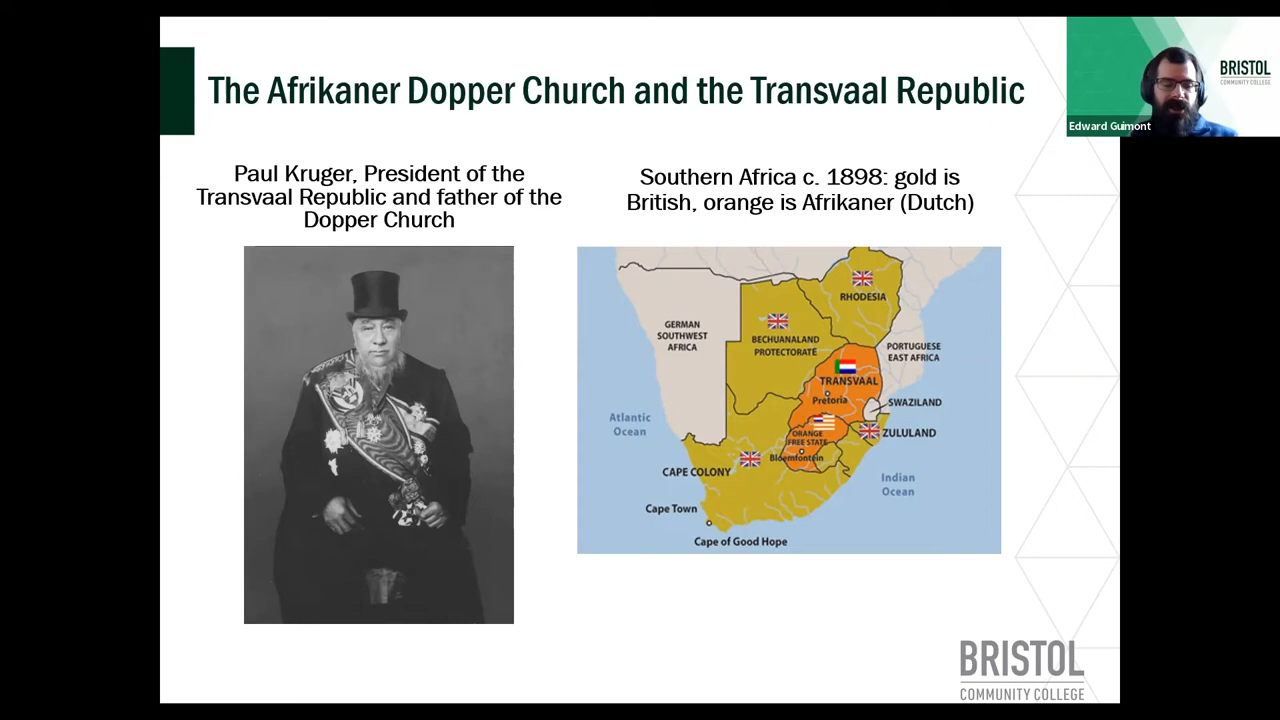 The Afrikaner Dopper Church and the Transvaal Republic
BRISTOL
COMMUNITY COLLEGE
Edward Guimont
Paul Kruger, President of the
Transvaal Republic and father of the
Dopper Church
Southern Africa c. 1898: gold is
British, orange is Afrikaner (Dutch)
RHODESIA
GERMAN
SOUTHWEST
AFRICA
BECHUANALAND
PROTECTORATE
PORTUGUESE
EAST AFRICA
TRANSVAAL
Pretoria
SWAZILAND
Atlantic
Ocean
ORANGE
FREE STATE
ZULULAND
Bloemfontein
CAPE COLONY
Indian
Ocean
Cape Town
Cape of Good Hope
BRISTOL
COMMUNITY COLLEGE